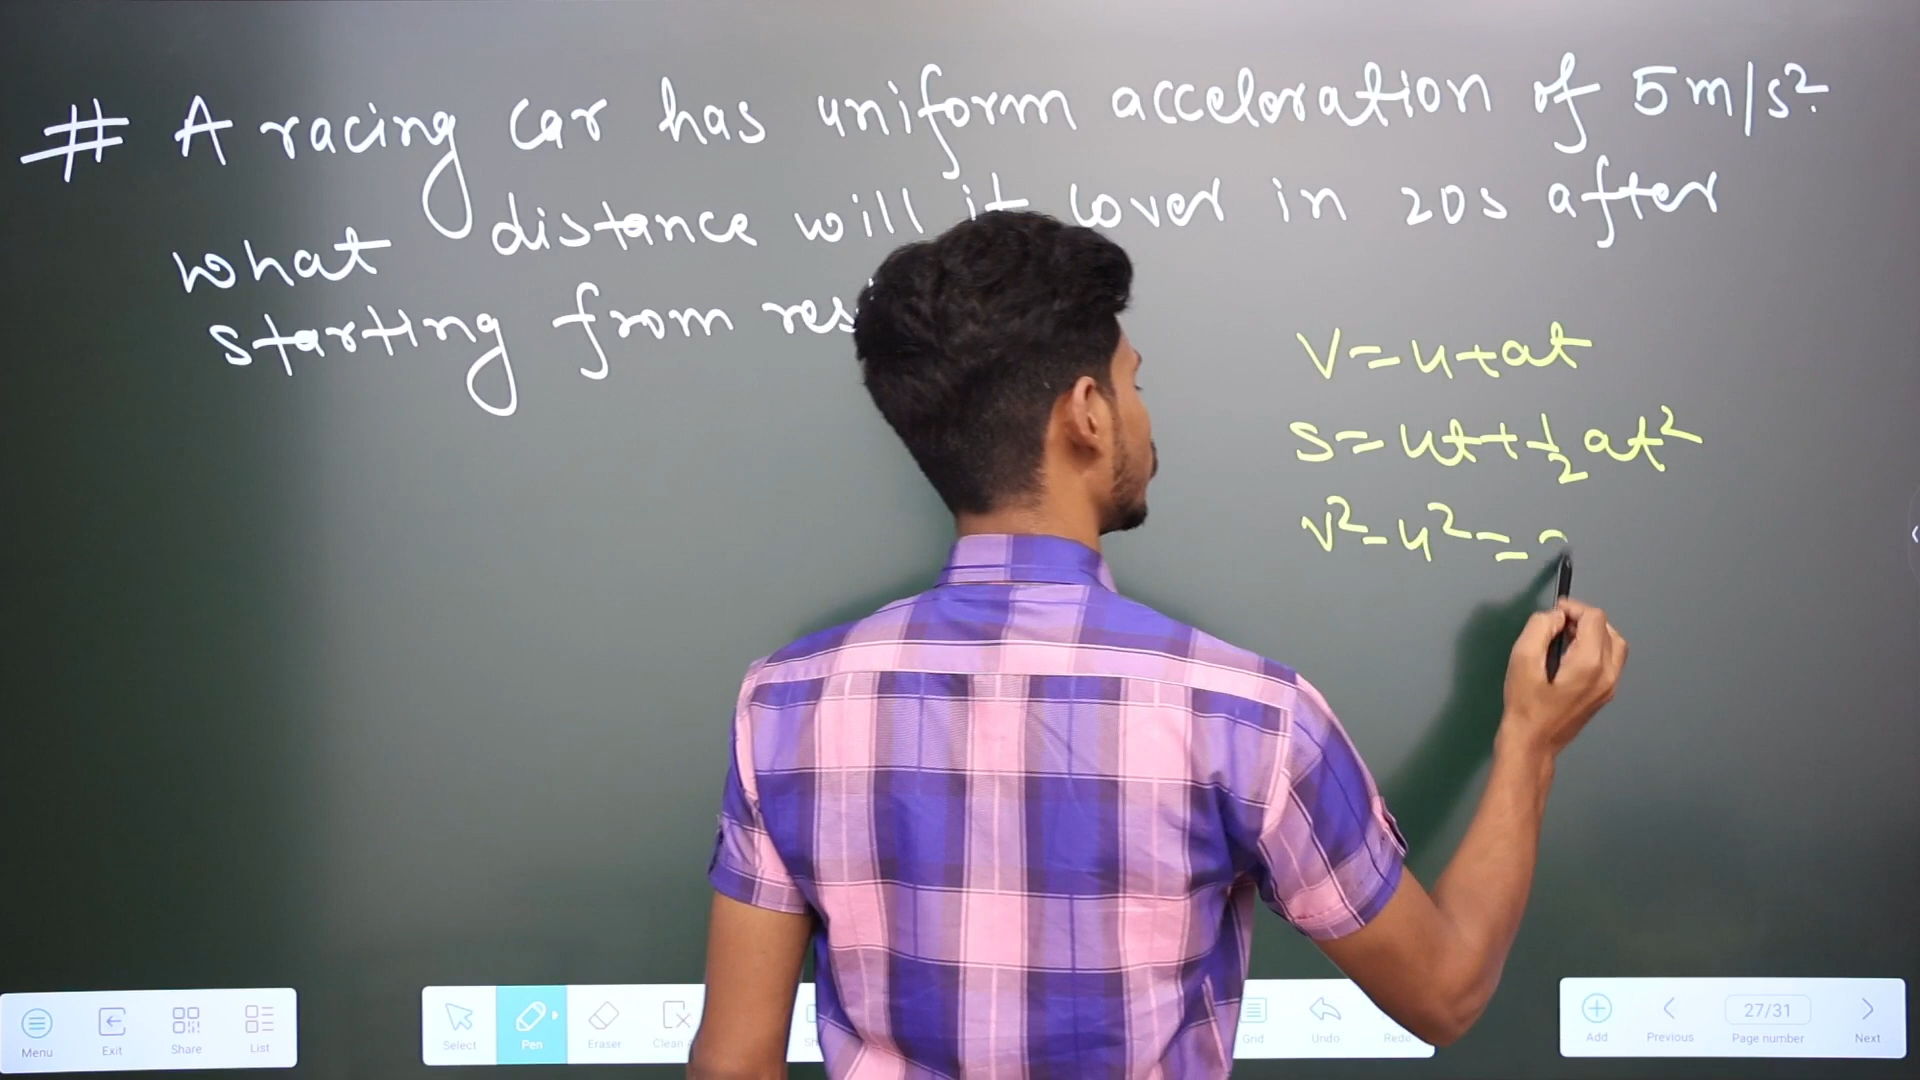 # A racing car has uniform acceleration of 5m/s².
what distance will it cover in 20s after
starting from
V=u+at
S=ut+½at²
v²-u²=
Menu
Exit
Share
List
Select
Pen
Eraser
Clean
Grid
Undo
Redo
Add
Previous
27/31
Page number
Next